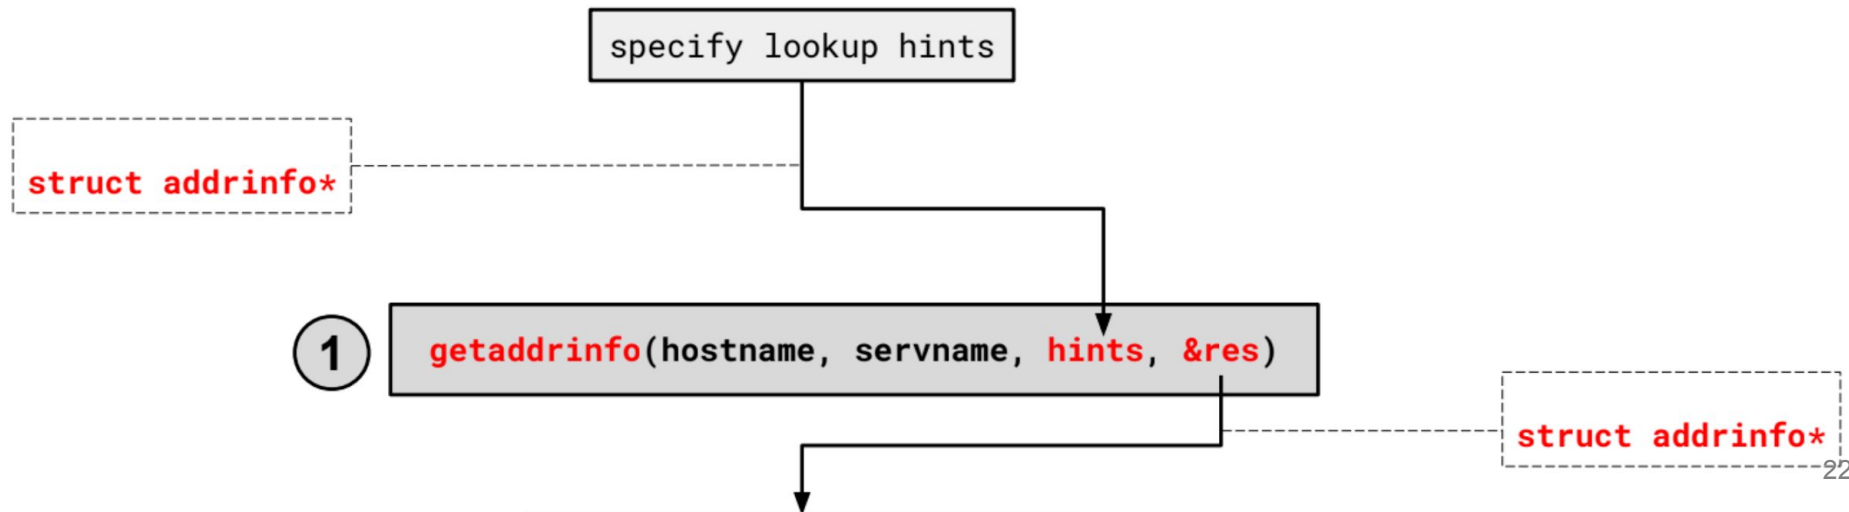 specify lookup hints
struct addrinfo*
1
getaddrinfo(hostname, servname, hints, &res)
struct addrinfo*
22